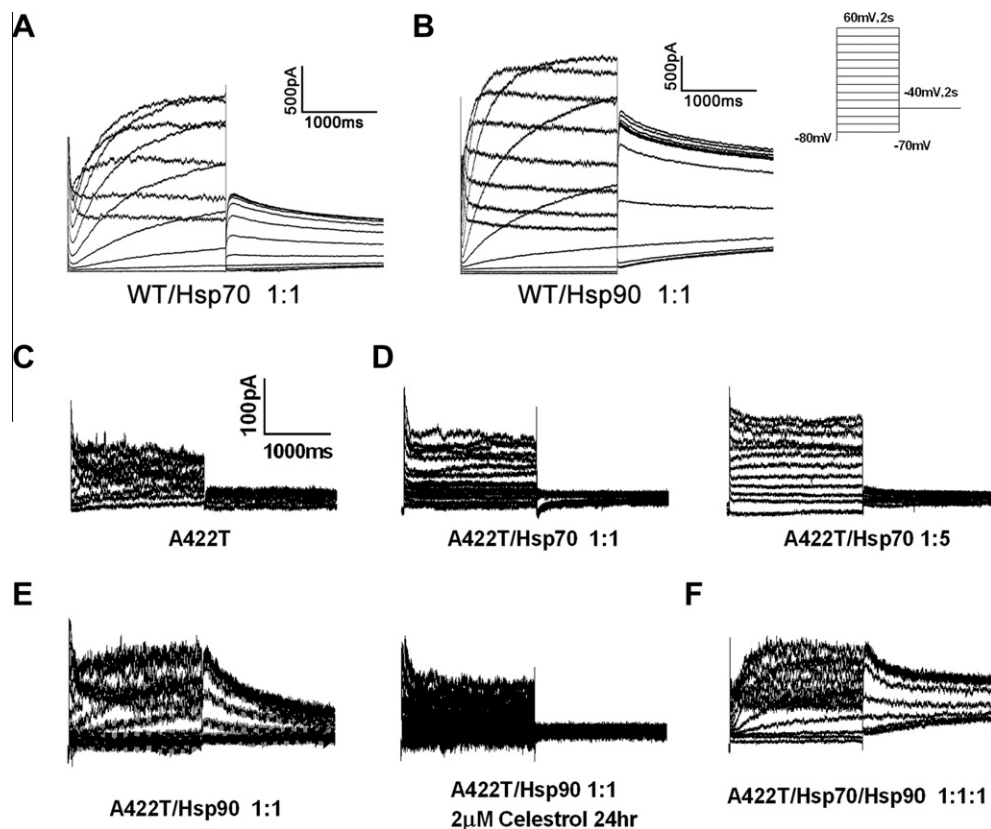 A
500pA
1000ms
WT/Hsp70 1:1
B
500pA
1000ms
WT/Hsp90 1:1
60mV,2s
-40mV,2s
-80mV
-70mV
C
100pA
1000ms
A422T
D
A422T/Hsp70 1:1
A422T/Hsp70 1:5
E
A422T/Hsp90 1:1
A422T/Hsp90 1:1
2μM Celestrol 24hr
F
A422T/Hsp70/Hsp90 1:1:1